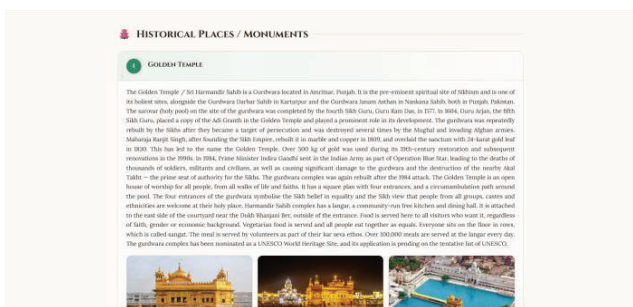 HISTORICAL PLACES / MONUMENTS
1 GOLDEN TEMPLE
The Golden Temple / Sri Harmandir Sahib is a Gurdwara located in Amritsar, Punjab. It is the pre-eminent spiritual site of Sikhism and is one of
its holiest sites, alongside the Gurdwara Darbar Sahib in Kartarpur and the Gurdwara Janam Asthan in Nankana Sahib, both in Punjab, Pakistan.
The sarovar (holy pool) on the site of the gurdwara was completed by the fourth Sikh Guru, Guru Ram Das, in 1577. In 1604, Guru Arjan, the fifth
Sikh Guru, placed a copy of the Adi Granth in the Golden Temple and played a prominent role in its development. The gurdwara was repeatedly
rebuilt by the Sikhs after they became a target of persecution and was destroyed several times by the Mughal and invading Afghan armies.
Maharaja Ranjit Singh, after founding the Sikh Empire, rebuilt it in marble and copper in 1809, and overlaid the sanctum with 24-karat gold leaf
in 1830. This has led to the name the Golden Temple. Over 500 kg of gold was used during its 19th-century restoration and subsequent
renovations in the 1990s. In 1984, Prime Minister Indira Gandhi sent in the Indian Army as part of Operation Blue Star, leading to the deaths of
thousands of soldiers, militants and civilians, as well as causing significant damage to the gurdwara and the destruction of the nearby Akal
Takht — the prime seat of authority for the Sikhs. The gurdwara complex was again rebuilt after the 1984 attack. The Golden Temple is an open
house of worship for all people, from all walks of life and faiths. It has a square plan with four entrances, and a circumambulation path around
the pool. The four entrances of the gurdwara symbolise the Sikh belief in equality and the Sikh view that people from all groups, castes and
ethnicities are welcome at their holy place. Harmandir Sahib complex has a langar, a community-run free kitchen and dining hall. It is attached
to the east side of the courtyard near the Dukh Bhanjani Ber, outside of the entrance. Food is served here to all visitors who want it, regardless
of faith, gender or economic background. Vegetarian food is served and all people eat together as equals. Everyone sits on the floor in rows,
which is called sangat. The meal is served by volunteers as part of their kar seva ethos. Over 100,000 meals are served at the langar every day.
The gurdwara complex has been nominated as a UNESCO World Heritage Site, and its application is pending on the tentative list of UNESCO.